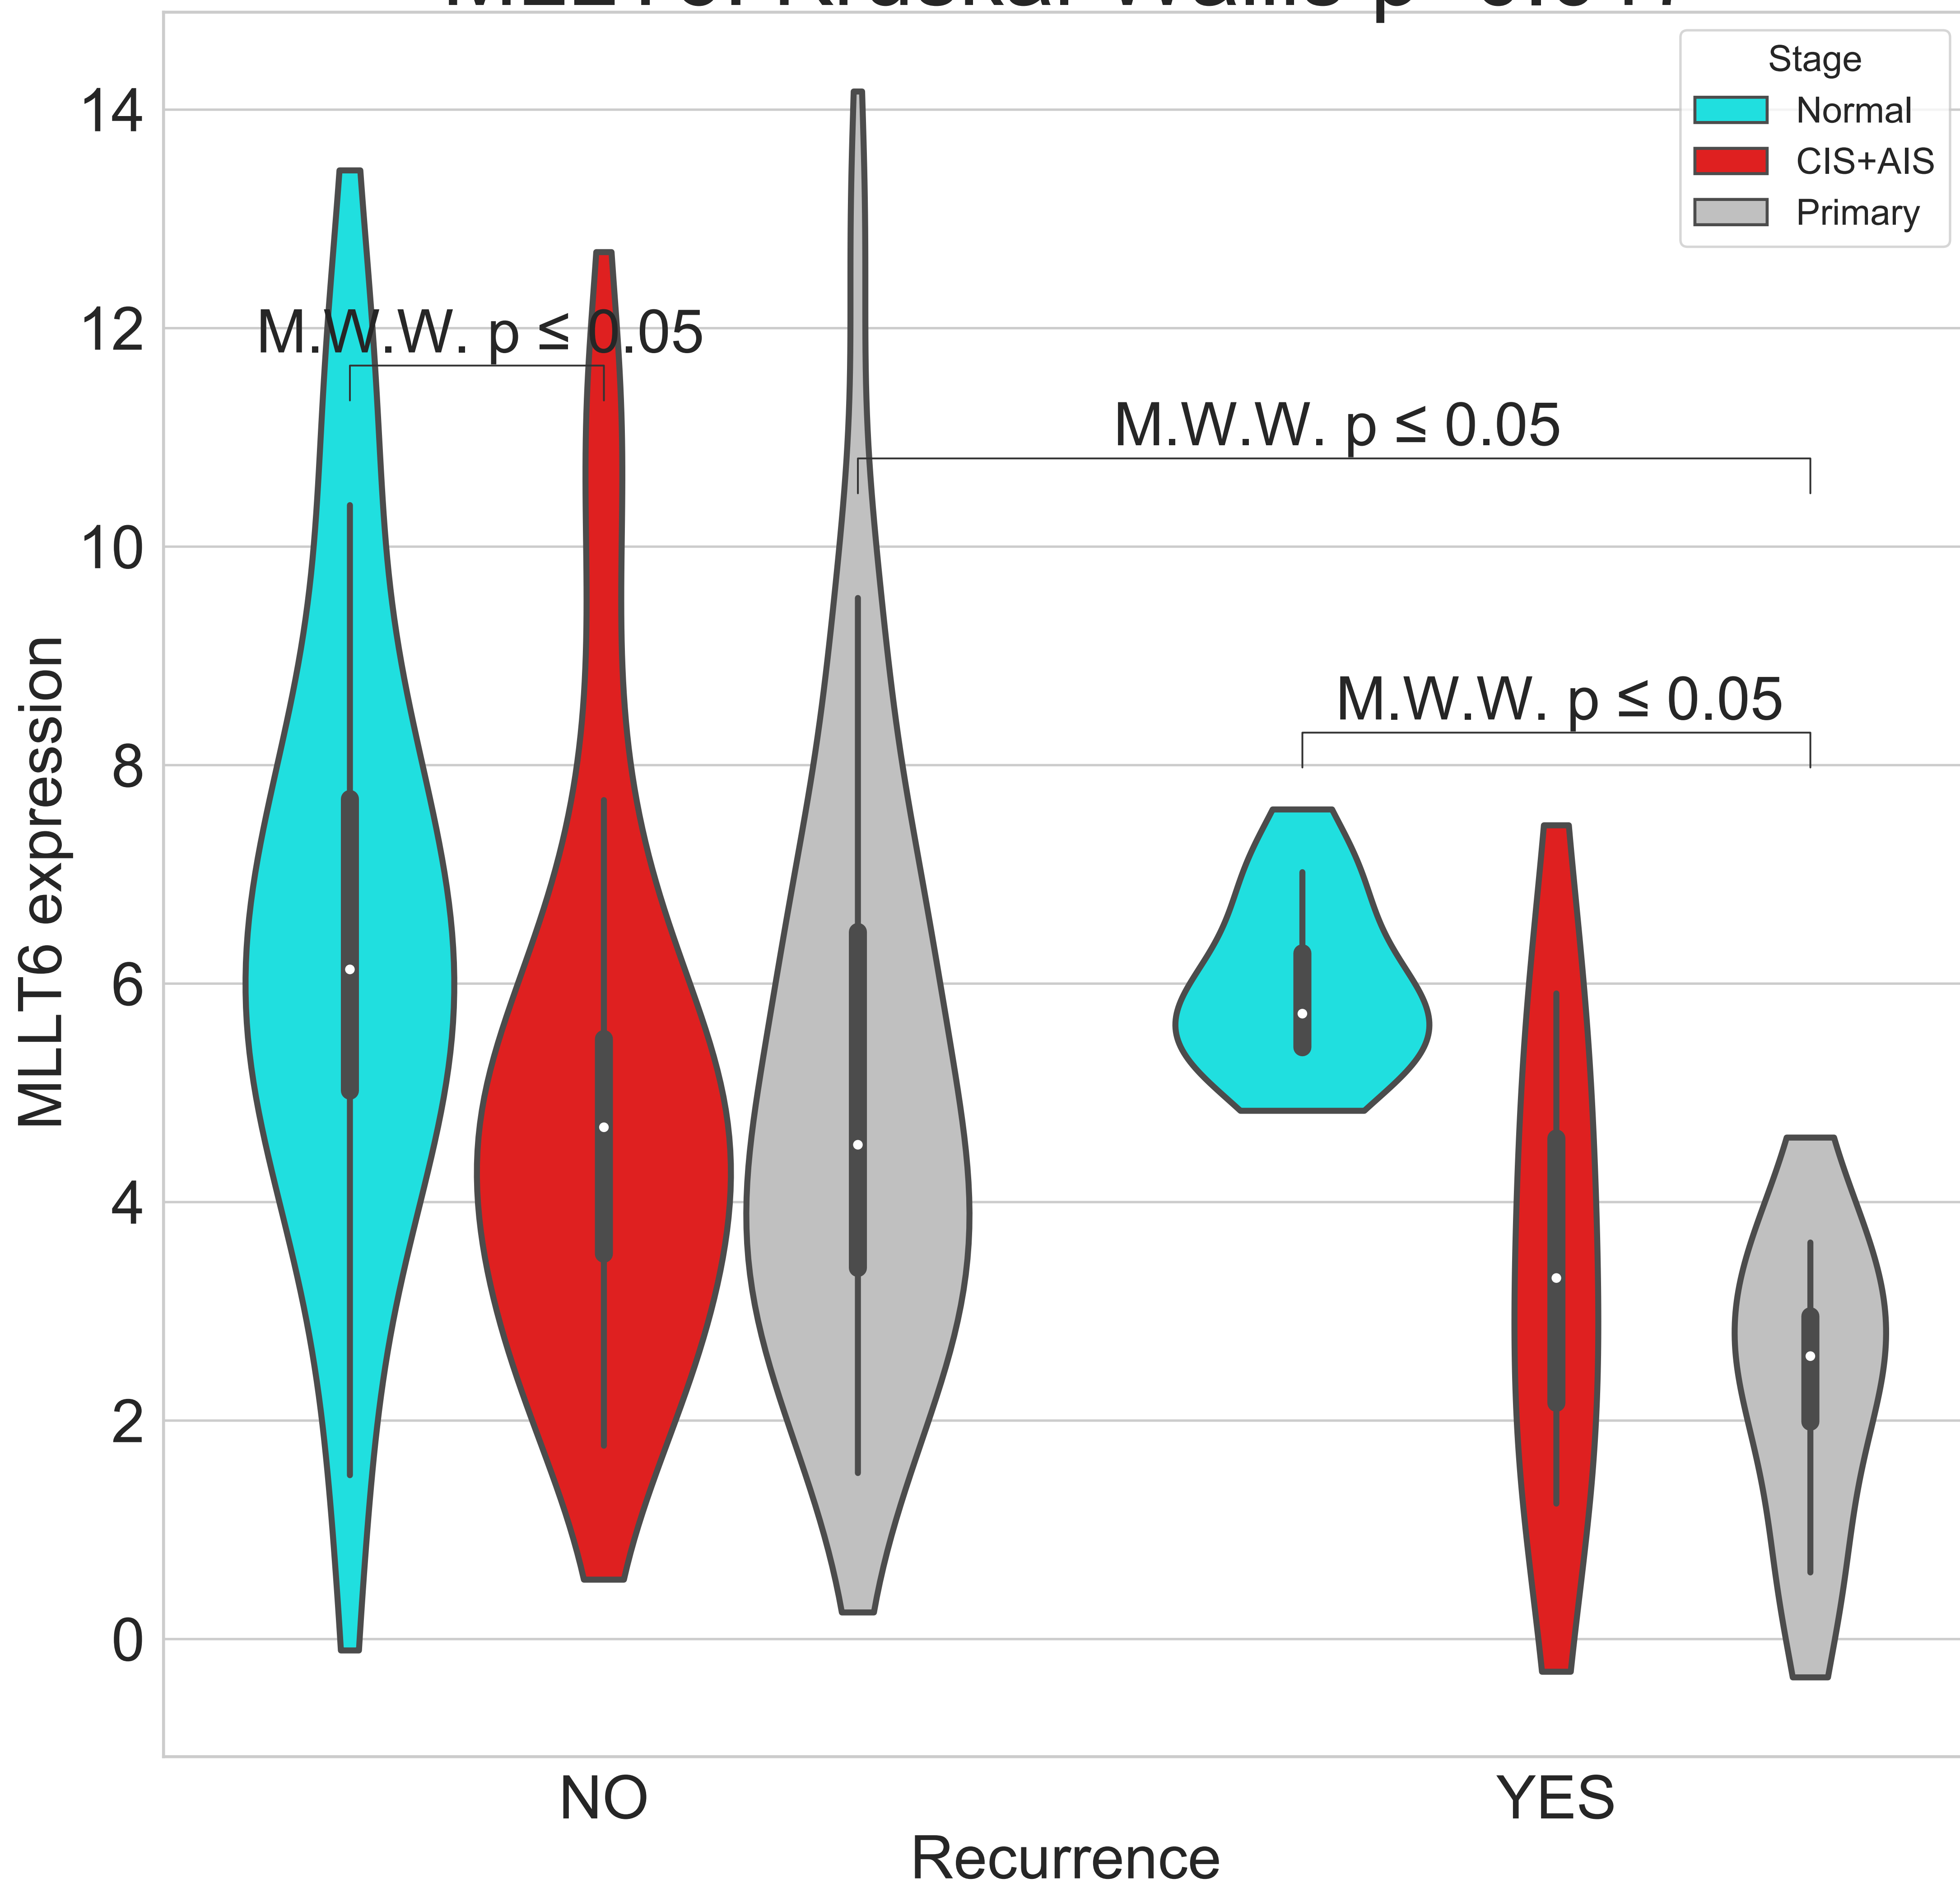 Stage
Normal
CIS+AIS
Primary
14
12
10
8
6
4
2
0
M.W.W. p ≤ 0.05
M.W.W. p ≤ 0.05
M.W.W. p ≤ 0.05
MLLT6 expression
NO
YES
Recurrence